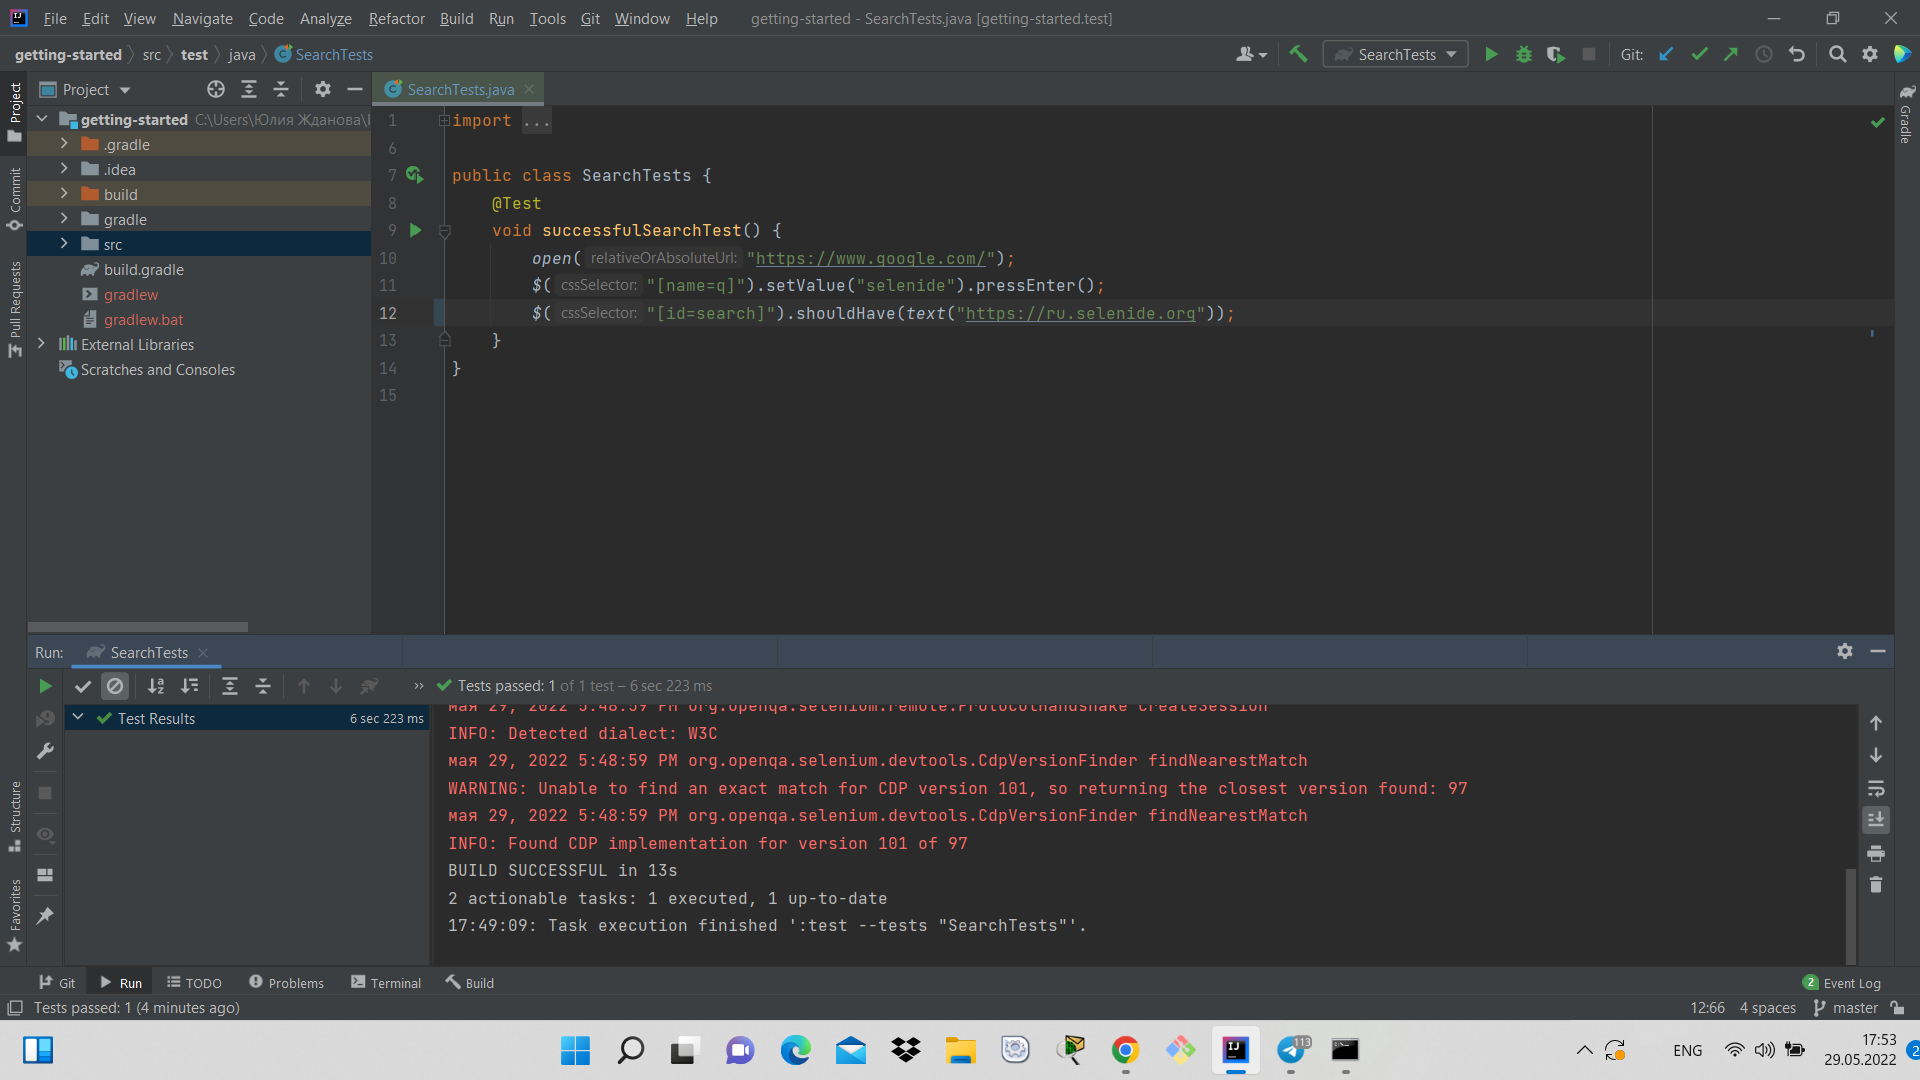 File Edit View Navigate Code Analyze Refactor Build Run Tools Git Window Help getting-started - SearchTests.java [getting-started.test]
getting-started src test java SearchTests SearchTests Git:
Project SearchTests.java
Project
Commit
Pull Requests
Structure
Favorites
Gradle
getting-started C:\Users\Юлия Жданова\
.gradle
.idea
build
gradle
src
build.gradle
gradlew
gradlew.bat
External Libraries
Scratches and Consoles
1 import ...
6
7 public class SearchTests {
8 @Test
9 void successfulSearchTest() {
10 open( relativeOrAbsoluteUrl: "https://www.google.com/");
11 $( cssSelector: "[name=q]").setValue("selenide").pressEnter();
12 $( cssSelector: "[id=search]").shouldHave(text("https://ru.selenide.org"));
13 }
14 }
15
Run: SearchTests
Tests passed: 1 of 1 test – 6 sec 223 ms
Test Results 6 sec 223 ms
мая 29, 2022 5:48:59 PM org.openqa.selenium.remote.ProtocolHandshake createSession
INFO: Detected dialect: W3C
мая 29, 2022 5:48:59 PM org.openqa.selenium.devtools.CdpVersionFinder findNearestMatch
WARNING: Unable to find an exact match for CDP version 101, so returning the closest version found: 97
мая 29, 2022 5:48:59 PM org.openqa.selenium.devtools.CdpVersionFinder findNearestMatch
INFO: Found CDP implementation for version 101 of 97
BUILD SUCCESSFUL in 13s
2 actionable tasks: 1 executed, 1 up-to-date
17:49:09: Task execution finished ':test --tests "SearchTests"'.
Git Run TODO Problems Terminal Build 2 Event Log
Tests passed: 1 (4 minutes ago) 12:66 4 spaces master
IJ 113 ENG 17:53
29.05.2022 2